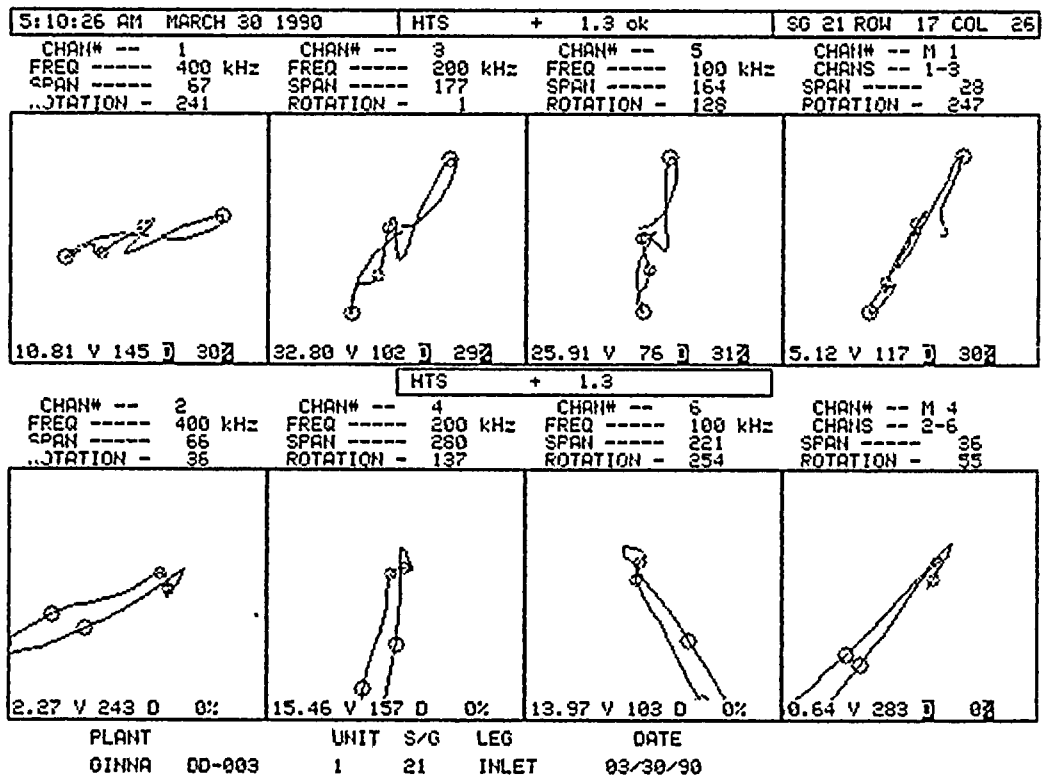 5:10:26 AM MARCH 30 1990 HTS + 1.3 ok SG 21 ROW 17 COL 26
CHAN# -- 1 CHAN# -- 3 CHAN# -- 5 CHAN# -- M 1
FREQ ----- 400 kHz FREQ ----- 200 kHz FREQ ----- 100 kHz CHANS -- 1-3
SPAN ----- 67 SPAN ----- 177 SPAN ----- 164 SPAN ----- 28
ROTATION - 241 ROTATION - 1 ROTATION - 128 ROTATION - 247
10.81 V 145 D 30% 32.80 V 102 D 29% 25.91 V 76 D 31% 5.12 V 117 D 30%
HTS + 1.3
CHAN# -- 2 CHAN# -- 4 CHAN# -- 6 CHAN# -- M 4
FREQ ----- 400 kHz FREQ ----- 200 kHz FREQ ----- 100 kHz CHANS -- 2-6
SPAN ----- 66 SPAN ----- 280 SPAN ----- 221 SPAN ----- 36
ROTATION - 36 ROTATION - 137 ROTATION - 254 ROTATION - 55
2.27 V 243 D 0% 15.46 V 157 D 0% 13.97 V 103 D 0% 0.64 V 283 D 0%
PLANT UNIT S/G LEG DATE
GINNA DD-003 1 21 INLET 03/30/90